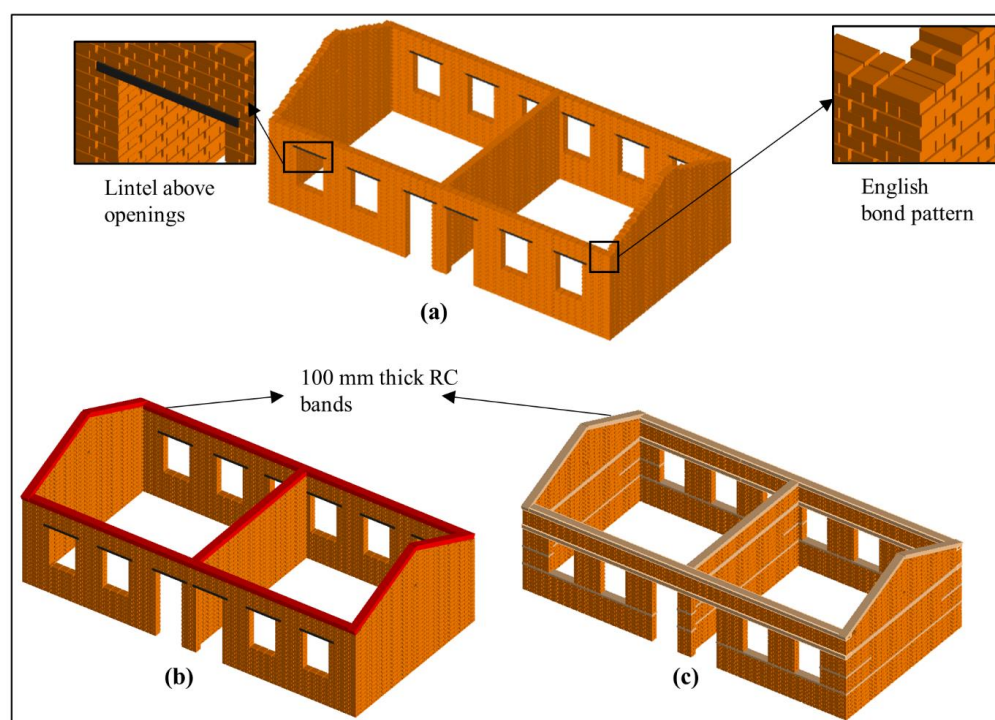 Lintel above
openings
English
bond pattern
(a)
100 mm thick RC
bands
(b)
(c)